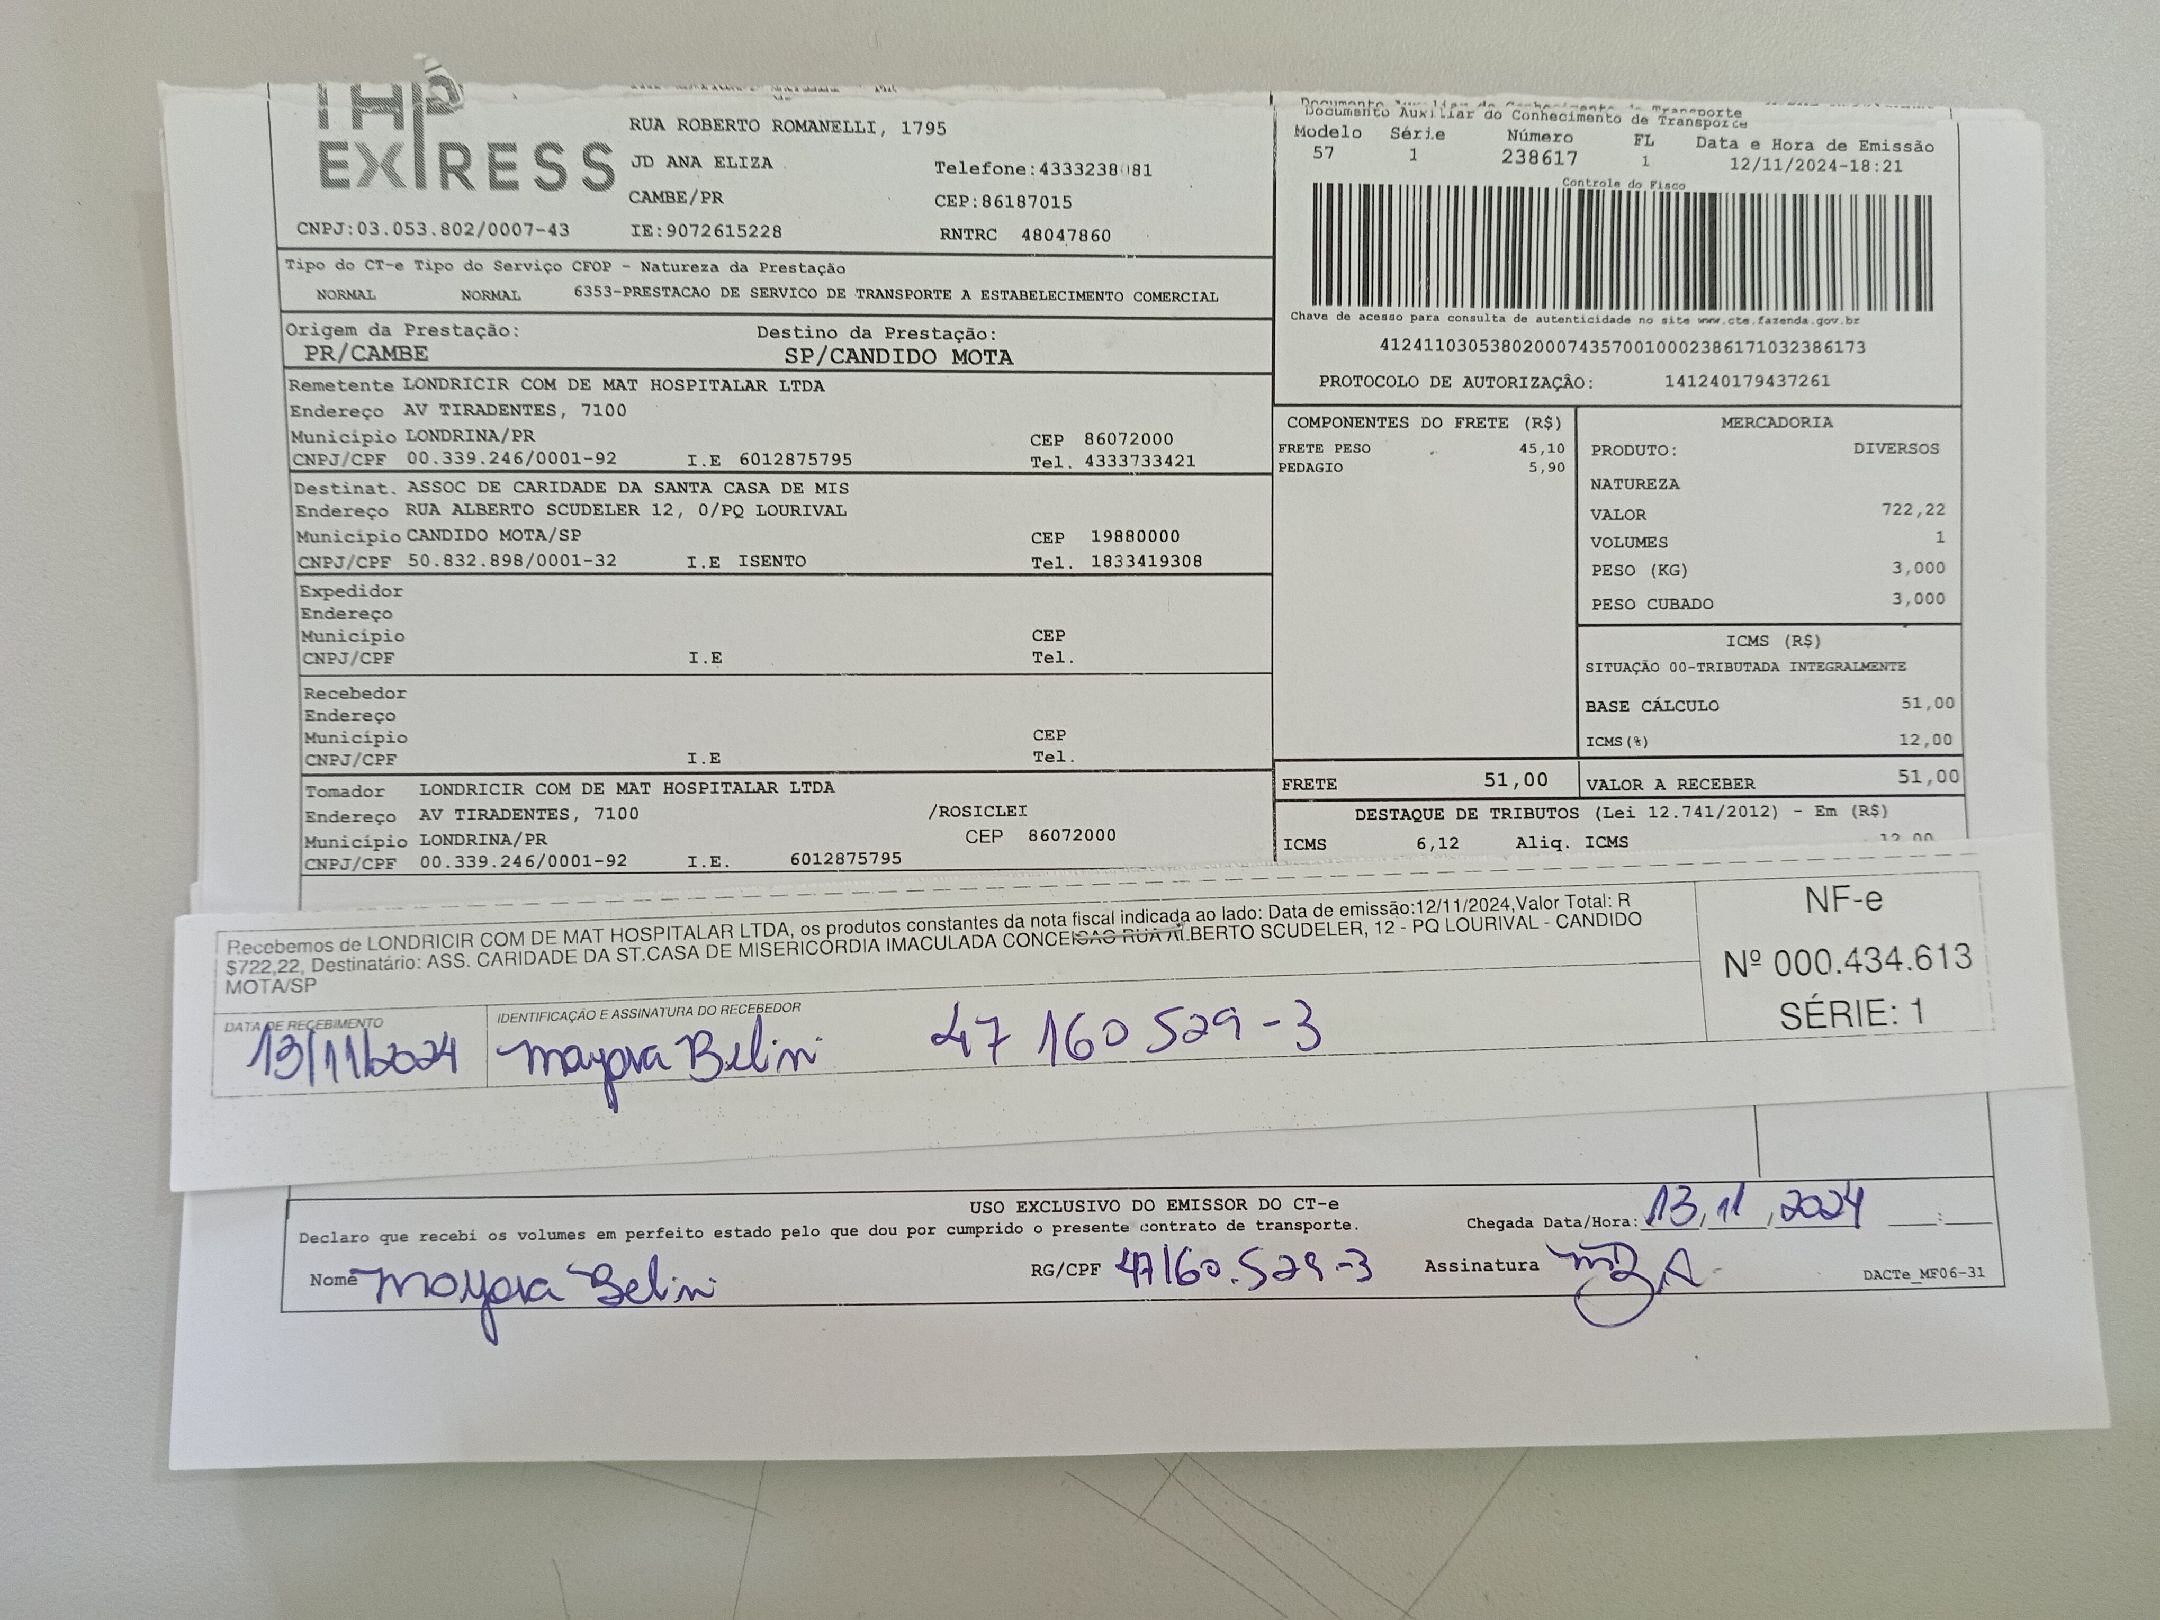 THP
EXPRESS
RUA ROBERTO ROMANELLI, 1795
JD ANA ELIZA
Telefone:4333238 81
CAMBE/PR
CEP:86187015
CNPJ:03.053.802/0007-43
IE:9072615228
RNTRC 48047860
Documento Auxiliar do Conhecimento de Transporte
Documento Auxiliar do Conhecimento de Transporte
Modelo Série Número FL Data e Hora de Emissão
57 1 238617 1 12/11/2024-18:21
Controle do Fisco
Chave de acesso para consulta de autenticidade no site www.cte.fazenda.gov.br
41241103053802000743570010002386171032386173
PROTOCOLO DE AUTORIZAÇÃO: 141240179437261
Tipo do CT-e Tipo do Serviço CFOP - Natureza da Prestação
NORMAL NORMAL 6353-PRESTACAO DE SERVICO DE TRANSPORTE A ESTABELECIMENTO COMERCIAL
Origem da Prestação: Destino da Prestação:
PR/CAMBE SP/CANDIDO MOTA
Remetente LONDRICIR COM DE MAT HOSPITALAR LTDA
Endereço AV TIRADENTES, 7100
Município LONDRINA/PR CEP 86072000
CNPJ/CPF 00.339.246/0001-92 I.E 6012875795 Tel. 4333733421
Destinat. ASSOC DE CARIDADE DA SANTA CASA DE MIS
Endereço RUA ALBERTO SCUDELER 12, 0/PQ LOURIVAL
Município CANDIDO MOTA/SP CEP 19880000
CNPJ/CPF 50.832.898/0001-32 I.E ISENTO Tel. 1833419308
Expedidor
Endereço
Município CEP
CNPJ/CPF I.E Tel.
Recebedor
Endereço
Município CEP
CNPJ/CPF I.E Tel.
Tomador LONDRICIR COM DE MAT HOSPITALAR LTDA
Endereço AV TIRADENTES, 7100 /ROSICLEI
Município LONDRINA/PR CEP 86072000
CNPJ/CPF 00.339.246/0001-92 I.E. 6012875795
COMPONENTES DO FRETE (R$)
FRETE PESO 45,10
PEDAGIO 5,90
MERCADORIA
PRODUTO: DIVERSOS
NATUREZA
VALOR 722,22
VOLUMES 1
PESO (KG) 3,000
PESO CUBADO 3,000
ICMS (R$)
SITUAÇÃO 00-TRIBUTADA INTEGRALMENTE
BASE CÁLCULO 51,00
ICMS(%) 12,00
FRETE 51,00 VALOR A RECEBER 51,00
DESTAQUE DE TRIBUTOS (Lei 12.741/2012) - Em (R$)
ICMS 6,12 Aliq. ICMS 12,00
Recebemos de LONDRICIR COM DE MAT HOSPITALAR LTDA, os produtos constantes da nota fiscal indicada ao lado: Data de emissão:12/11/2024,Valor Total: R
$722,22, Destinatário: ASS. CARIDADE DA ST.CASA DE MISERICORDIA IMACULADA CONCEICAO RUA ALBERTO SCUDELER, 12 - PQ LOURIVAL - CANDIDO
MOTA/SP
DATA DE RECEBIMENTO
13/11/2024
IDENTIFICAÇÃO E ASSINATURA DO RECEBEDOR
Mayara Belini 47 160 529-3
NF-e
Nº 000.434.613
SÉRIE: 1
USO EXCLUSIVO DO EMISSOR DO CT-e
Declaro que recebi os volumes em perfeito estado pelo que dou por cumprido o presente contrato de transporte. Chegada Data/Hora: 13, 11, 2024 :
Nome Mayara Belini RG/CPF 47160.529-3 Assinatura
DACTe_MF06-31